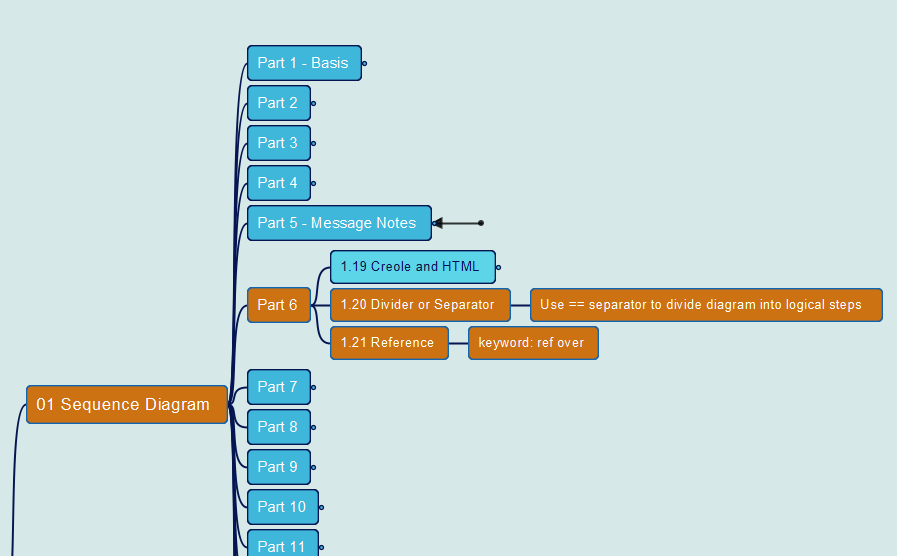 Part 1 - Basis
Part 2
Part 3
Part 4
Part 5 - Message Notes
1.19 Creole and HTML
Part 6
1.20 Divider or Separator
Use == separator to divide diagram into logical steps
1.21 Reference
keyword: ref over
Part 7
01 Sequence Diagram
Part 8
Part 9
Part 10
Part 11